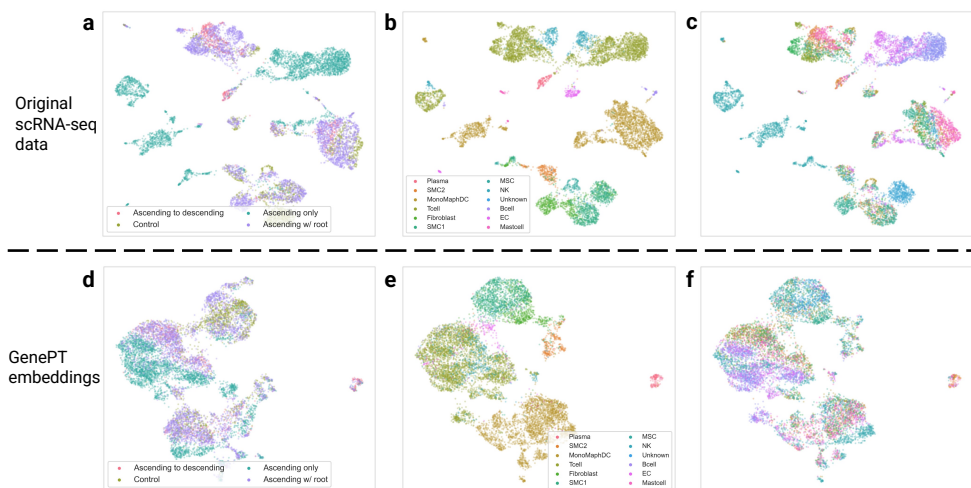 a
b
c
Original
scRNA-seq
data
Ascending to descending
Ascending only
Control
Ascending w/ root
Plasma
MSC
SMC2
NK
MonoMaphDC
Unknown
Tcell
Bcell
Fibroblast
EC
SMC1
Mastcell
d
e
f
GenePT
embeddings
Ascending to descending
Ascending only
Control
Ascending w/ root
Plasma
MSC
SMC2
NK
MonoMaphDC
Unknown
Tcell
Bcell
Fibroblast
EC
SMC1
Mastcell